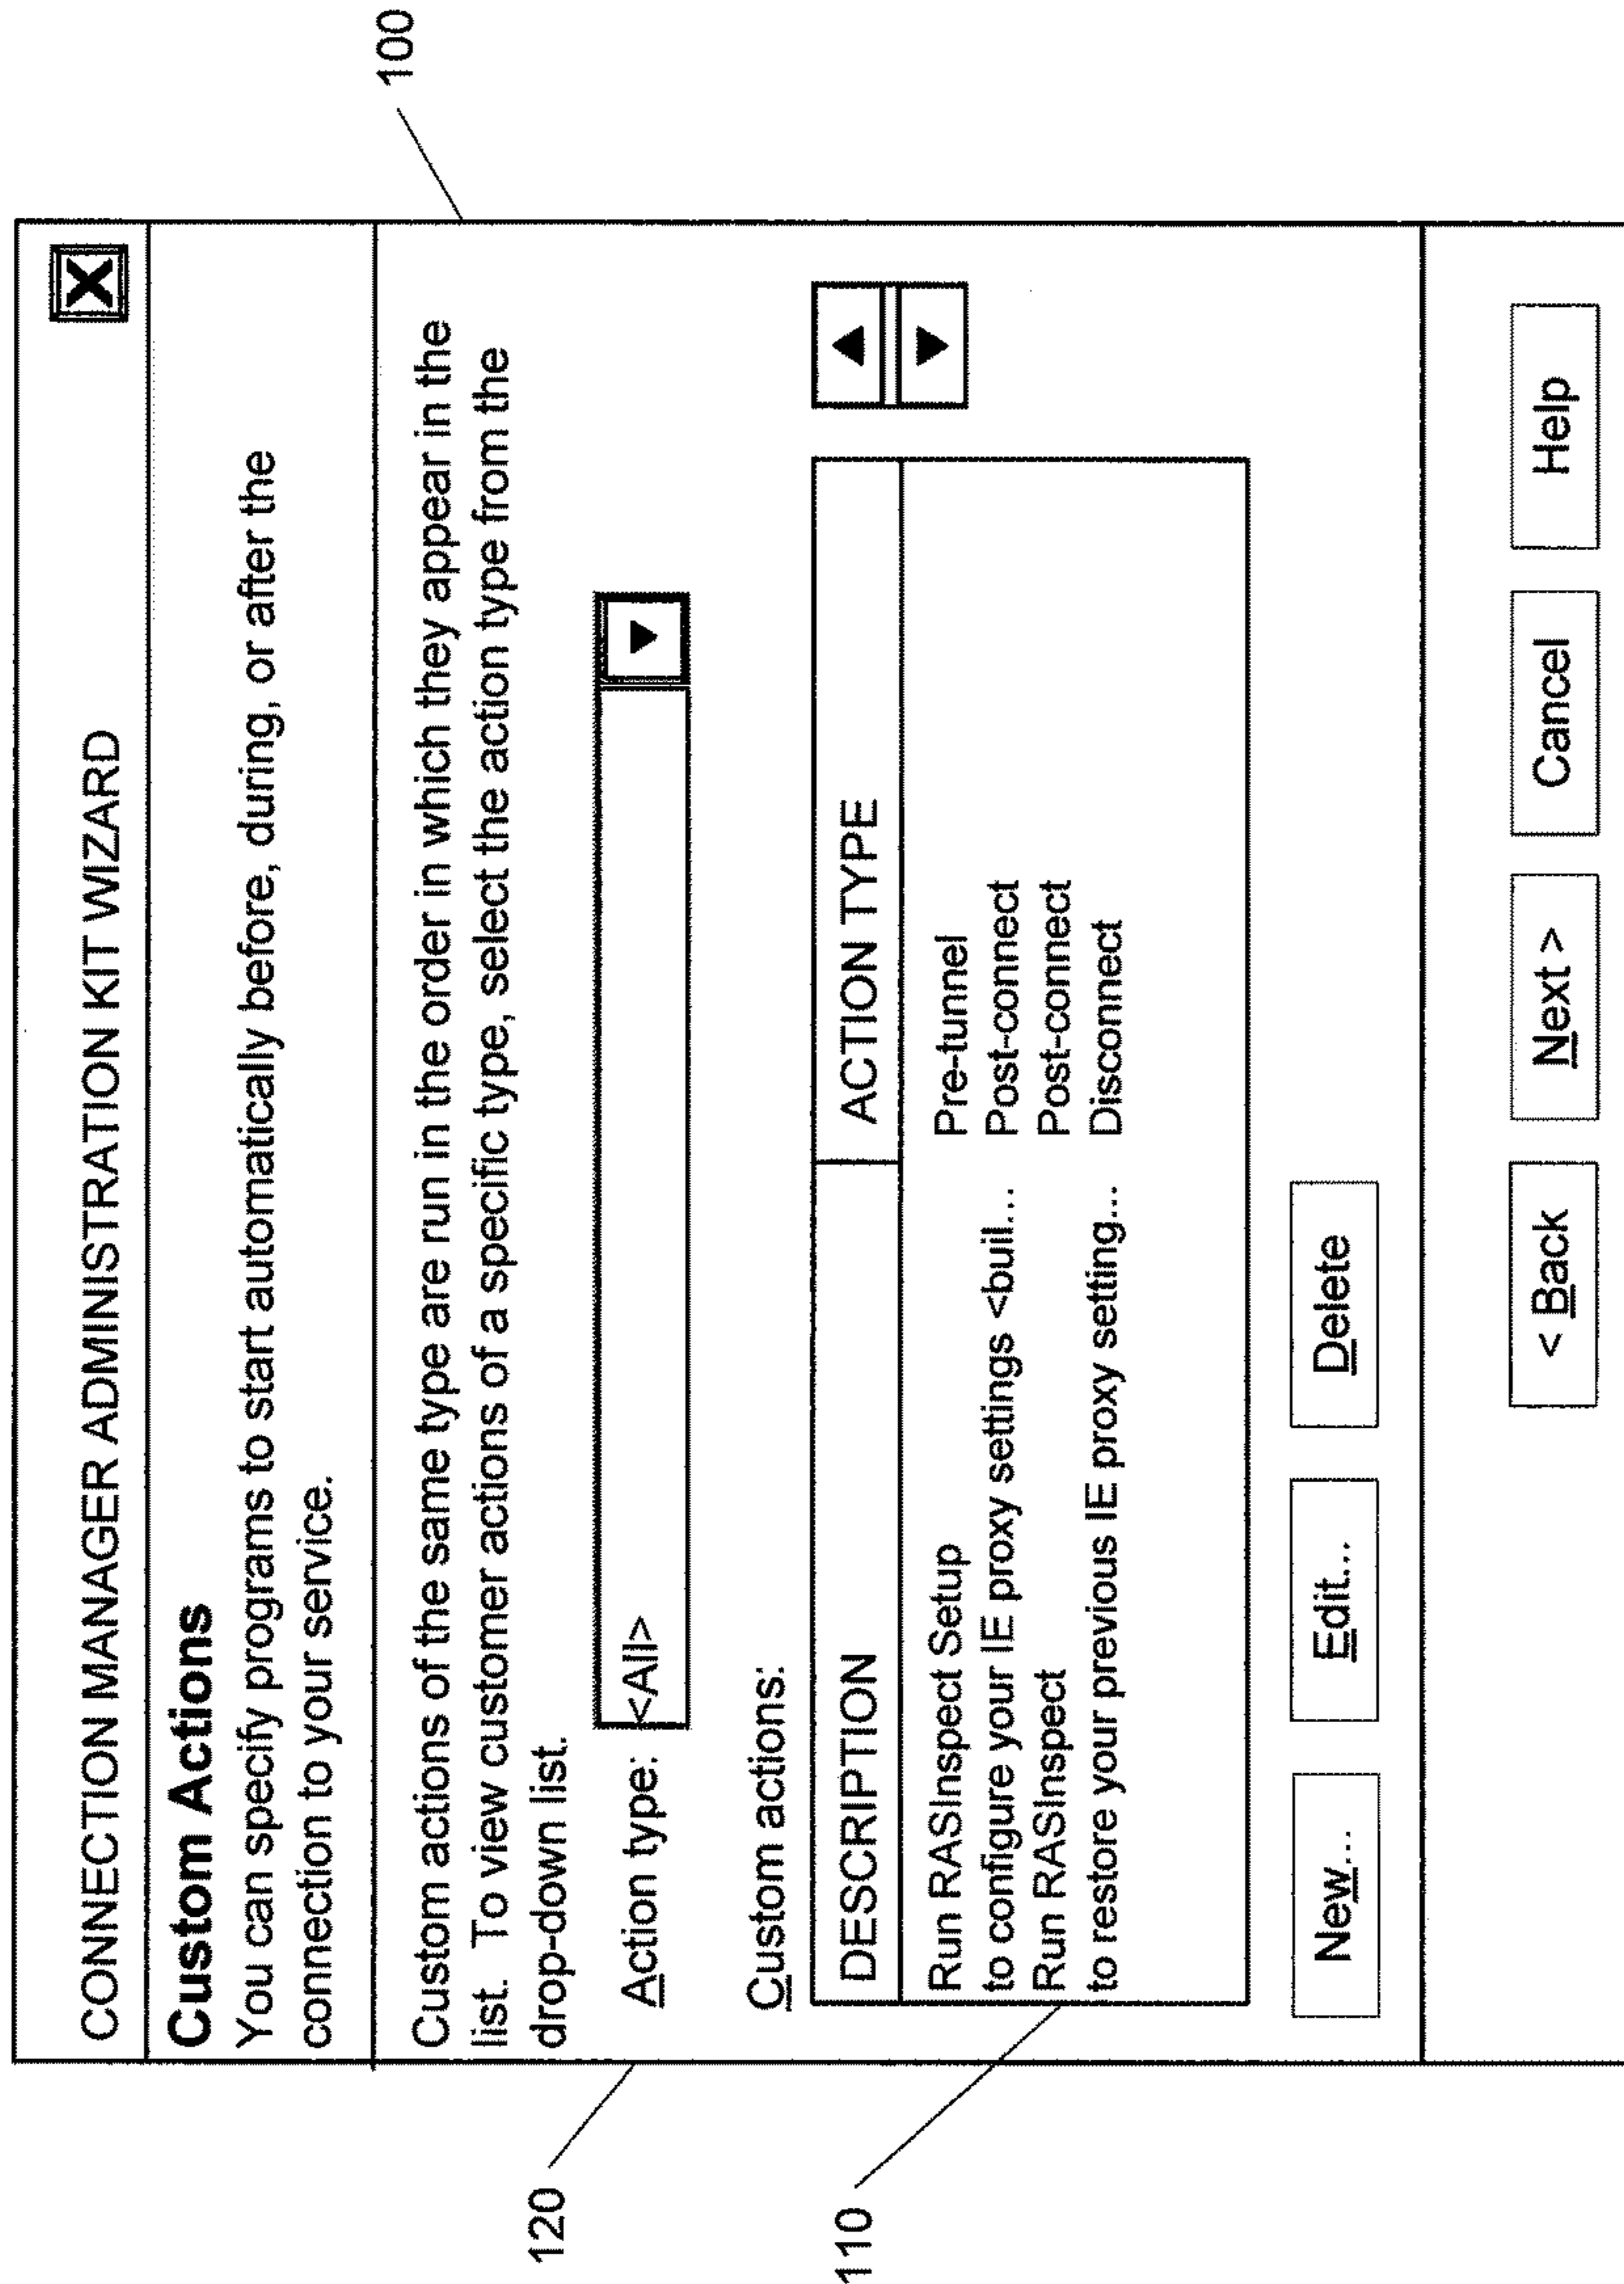 CONNECTION MANAGER ADMINISTRATION KIT WIZARD
X
Custom Actions
You can specify programs to start automatically before, during, or after the
connection to your service.
100
Custom actions of the same type are run in the order in which they appear in the
list. To view customer actions of a specific type, select the action type from the
drop-down list.
120
Action type: <All>
Custom actions:
DESCRIPTION ACTION TYPE
Run RASInspect Setup Pre-tunnel
to configure your IE proxy settings <buil... Post-connect
Run RASInspect Post-connect
to restore your previous IE proxy setting... Disconnect
110
New... Edit... Delete
< Back Next > Cancel Help